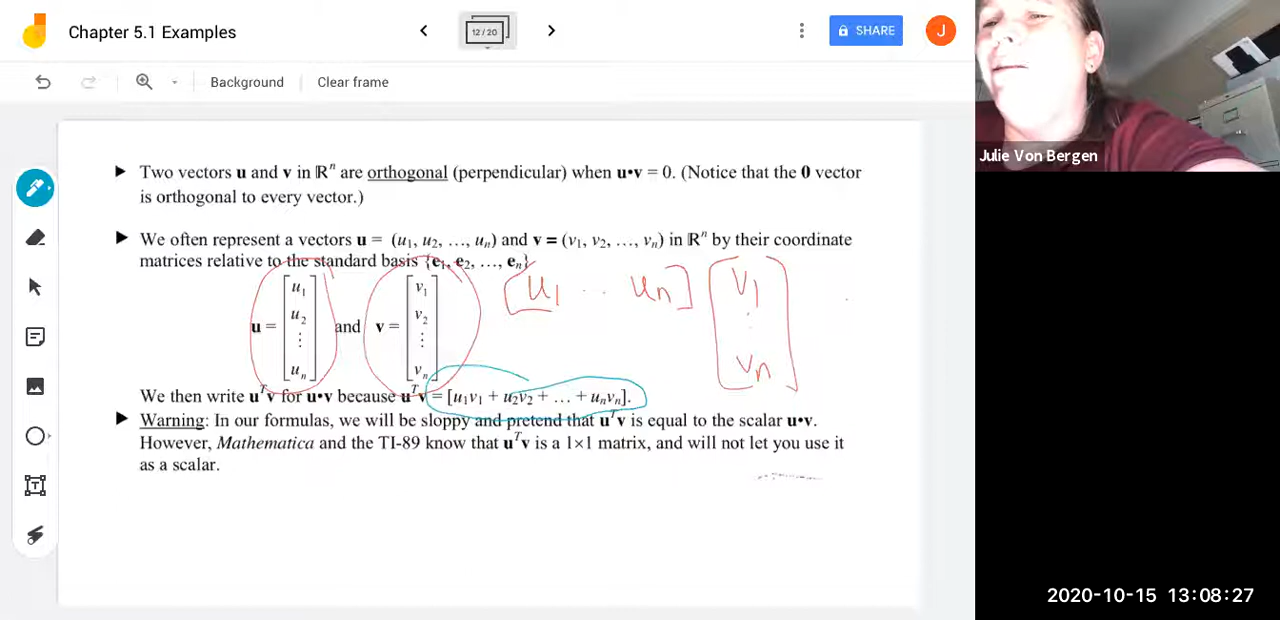 Chapter 5.1 Examples
12 / 20
SHARE
J
Background
Clear frame
Julie Von Bergen
► Two vectors u and v in ℝⁿ are orthogonal (perpendicular) when u•v = 0. (Notice that the 0 vector
is orthogonal to every vector.)
► We often represent a vectors u = (u₁, u₂, …, uₙ) and v = (v₁, v₂, …, vₙ) in ℝⁿ by their coordinate
matrices relative to the standard basis {e₁, e₂, …, eₙ}
u = [u₁ u₂ ⋮ uₙ] and v = [v₁ v₂ ⋮ vₙ]
[u₁ .. uₙ] [v₁ ⋮ vₙ]
We then write uᵀv for u•v because uᵀv = [u₁v₁ + u₂v₂ + … + uₙvₙ].
► Warning: In our formulas, we will be sloppy and pretend that uᵀv is equal to the scalar u•v.
However, Mathematica and the TI-89 know that uᵀv is a 1×1 matrix, and will not let you use it
as a scalar.
2020-10-15 13:08:27